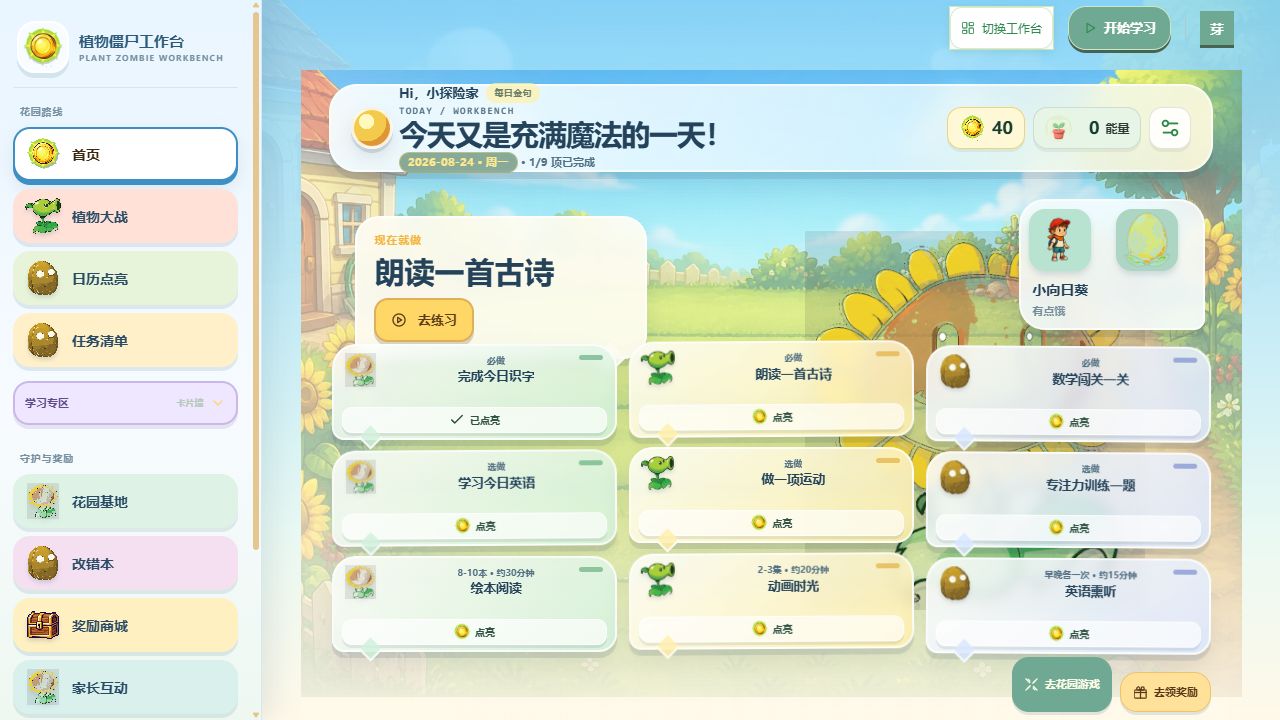 植物僵尸工作台
PLANT ZOMBIE WORKBENCH
花园路线
首页
植物大战
日历点亮
任务清单
学习专区
卡片篇
守护与奖励
花园基地
改错本
奖励商城
家长互动
切换工作台
开始学习
芽
Hi，小探险家
每日金句
TODAY / WORKBENCH
今天又是充满魔法的一天！
2026-08-24 • 周一 • 1/9 项已完成
40
0 能量
现在就做
朗读一首古诗
去练习
小向日葵
有点饿
必做
完成今日识字
已点亮
必做
朗读一首古诗
点亮
必做
数学闯关一关
点亮
选做
学习今日英语
点亮
选做
做一项运动
点亮
选做
专注力训练一题
点亮
8-10本 • 约30分钟
绘本阅读
点亮
2-3集 • 约20分钟
动画时光
点亮
早晚各一次 • 约15分钟
英语熏听
点亮
去花园游戏
去领奖励